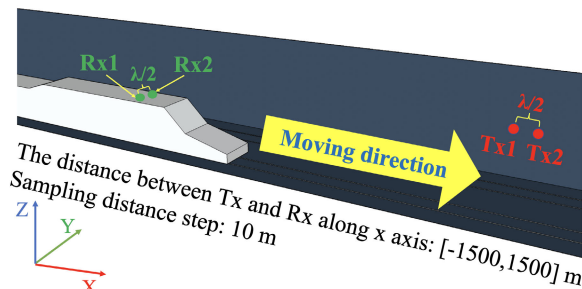 Rx1
Rx2
λ/2
λ/2
Tx1
Tx2
Moving direction
The distance between Tx and Rx along x axis: [-1500,1500] m
Sampling distance step: 10 m
Z
Y
X